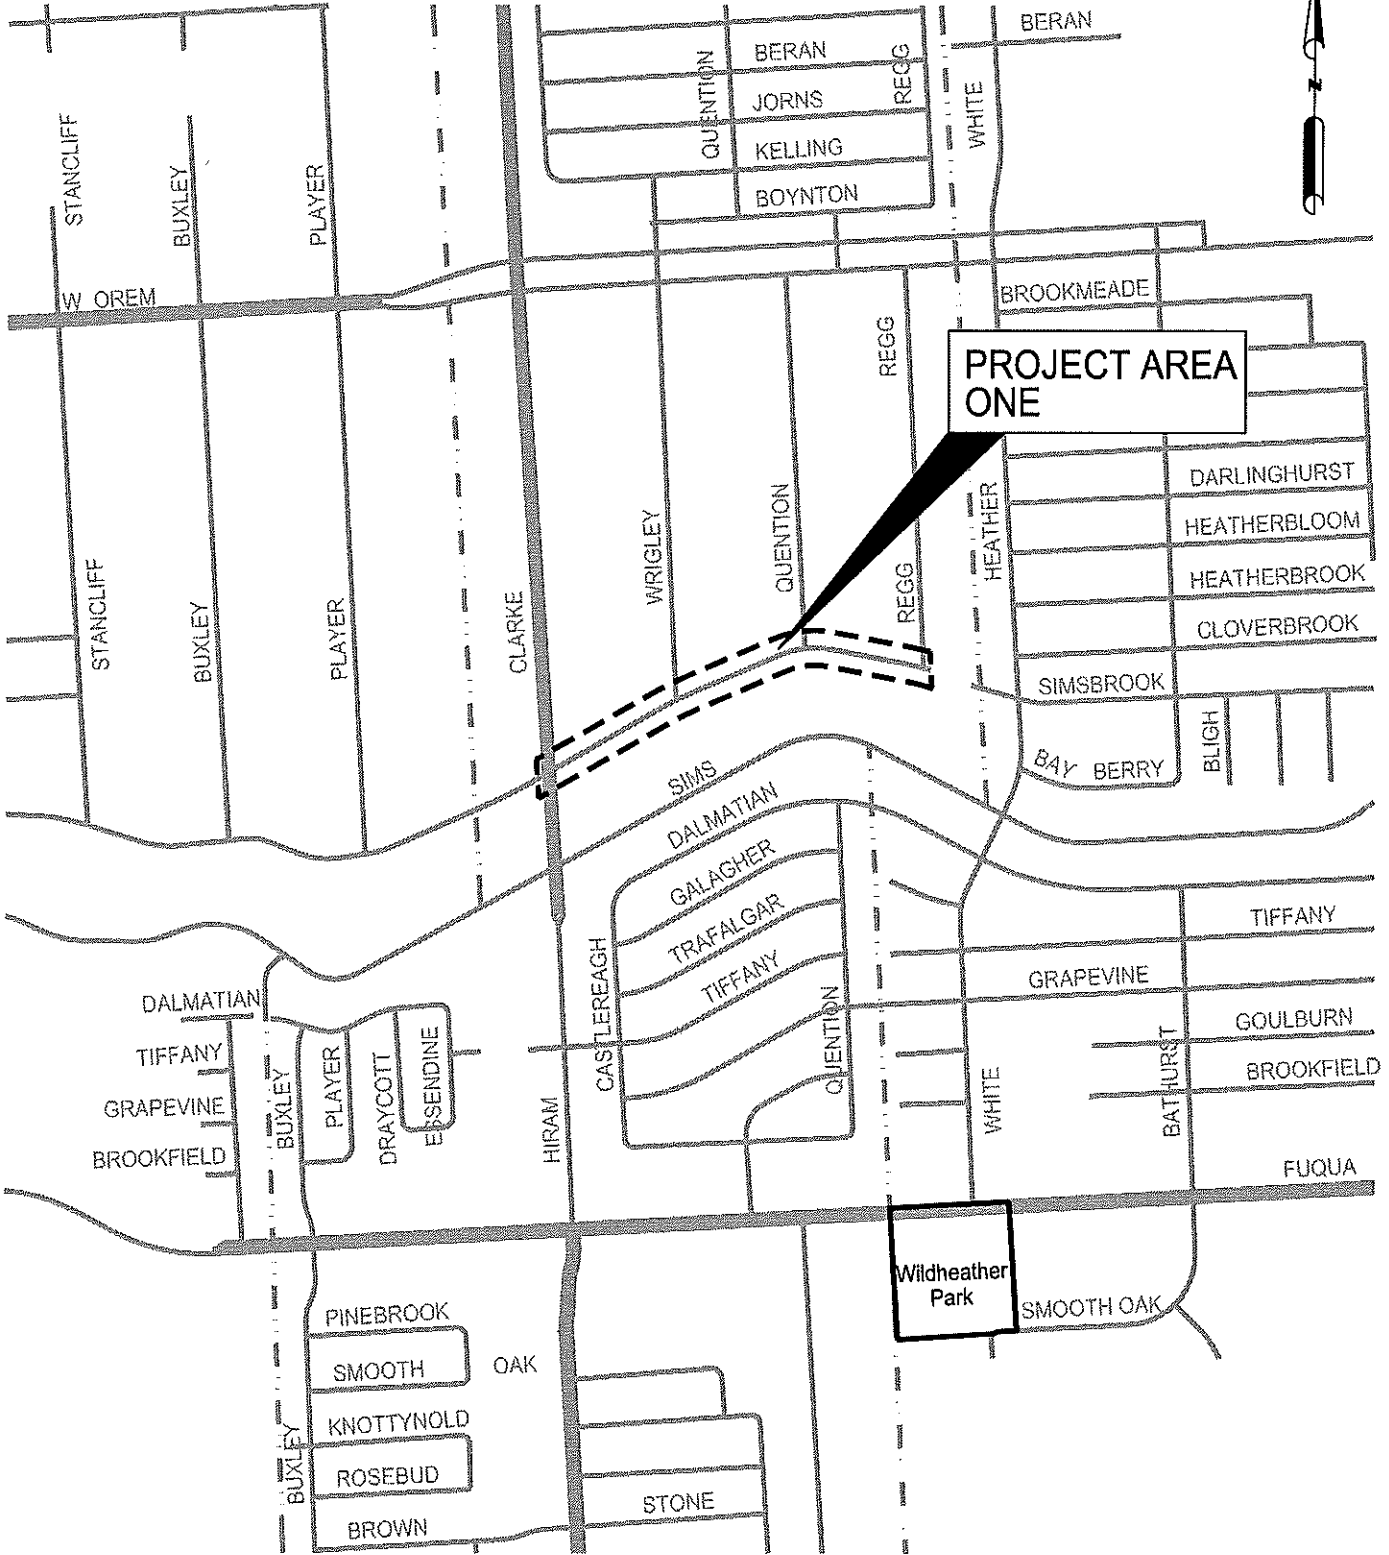 BERAN
BERAN
QUENTION
REGG
JORNS
WHITE
KELLING
BOYNTON
STANCLIFF
BUXLEY
PLAYER
N
W OREM
BROOKMEADE
REGG
PROJECT AREA
ONE
DARLINGHURST
HEATHER
HEATHERBLOOM
QUENTION
WRIGLEY
HEATHERBROOK
REGG
CLOVERBROOK
STANCLIFF
BUXLEY
PLAYER
CLARKE
SIMSBROOK
BLIGH
BAY BERRY
SIMS
DALMATIAN
GALAGHER
TRAFALGAR
TIFFANY
TIFFANY
GRAPEVINE
CASTLEREAGH
QUENTION
DALMATIAN
GOULBURN
TIFFANY
BROOKFIELD
GRAPEVINE
BROOKFIELD
BUXLEY
PLAYER
DRAYCOTT
ESSENDINE
HIRAM
WHITE
BATHURST
FUQUA
Wildheather
Park
SMOOTH OAK
PINEBROOK
SMOOTH OAK
KNOTTYNOLD
BUXLEY
ROSEBUD
STONE
BROWN